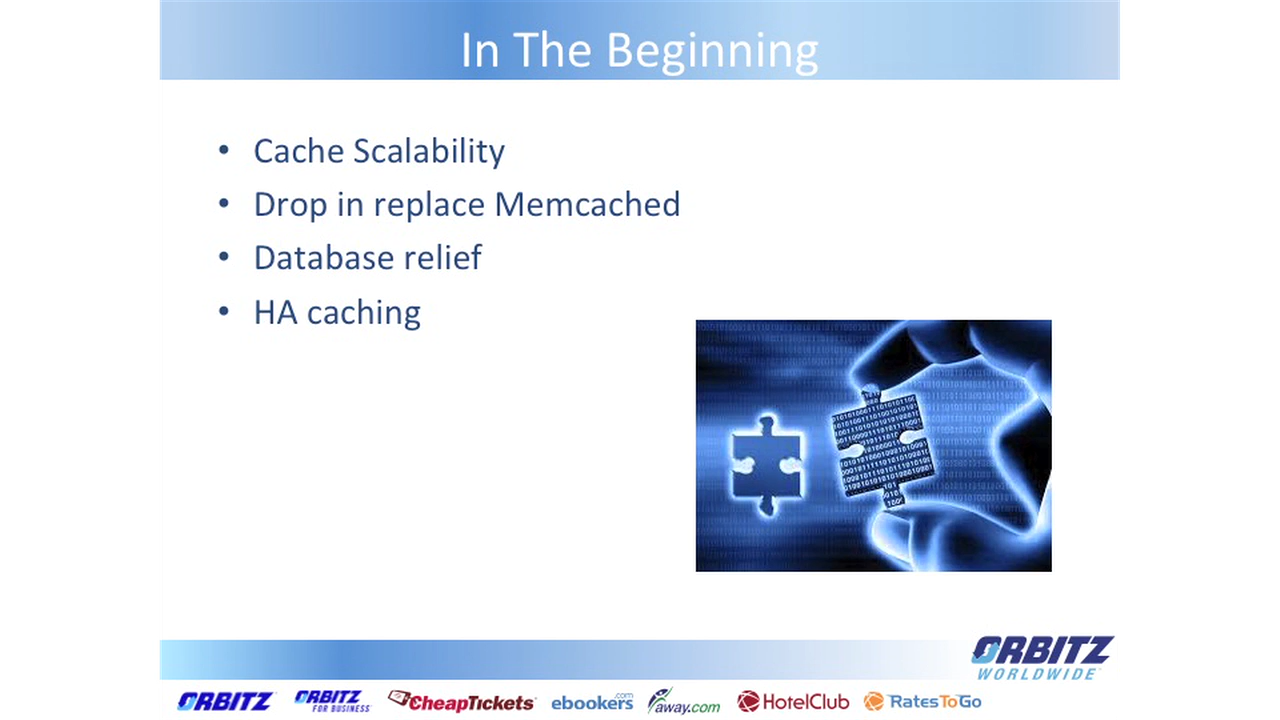 In The Beginning
• Cache Scalability
• Drop in replace Memcached
• Database relief
• HA caching
ORBITZ
WORLDWIDE
ORBITZ
ORBITZ
FOR BUSINESS
CheapTickets
ebookers.com
away.com
HotelClub
RatesToGo